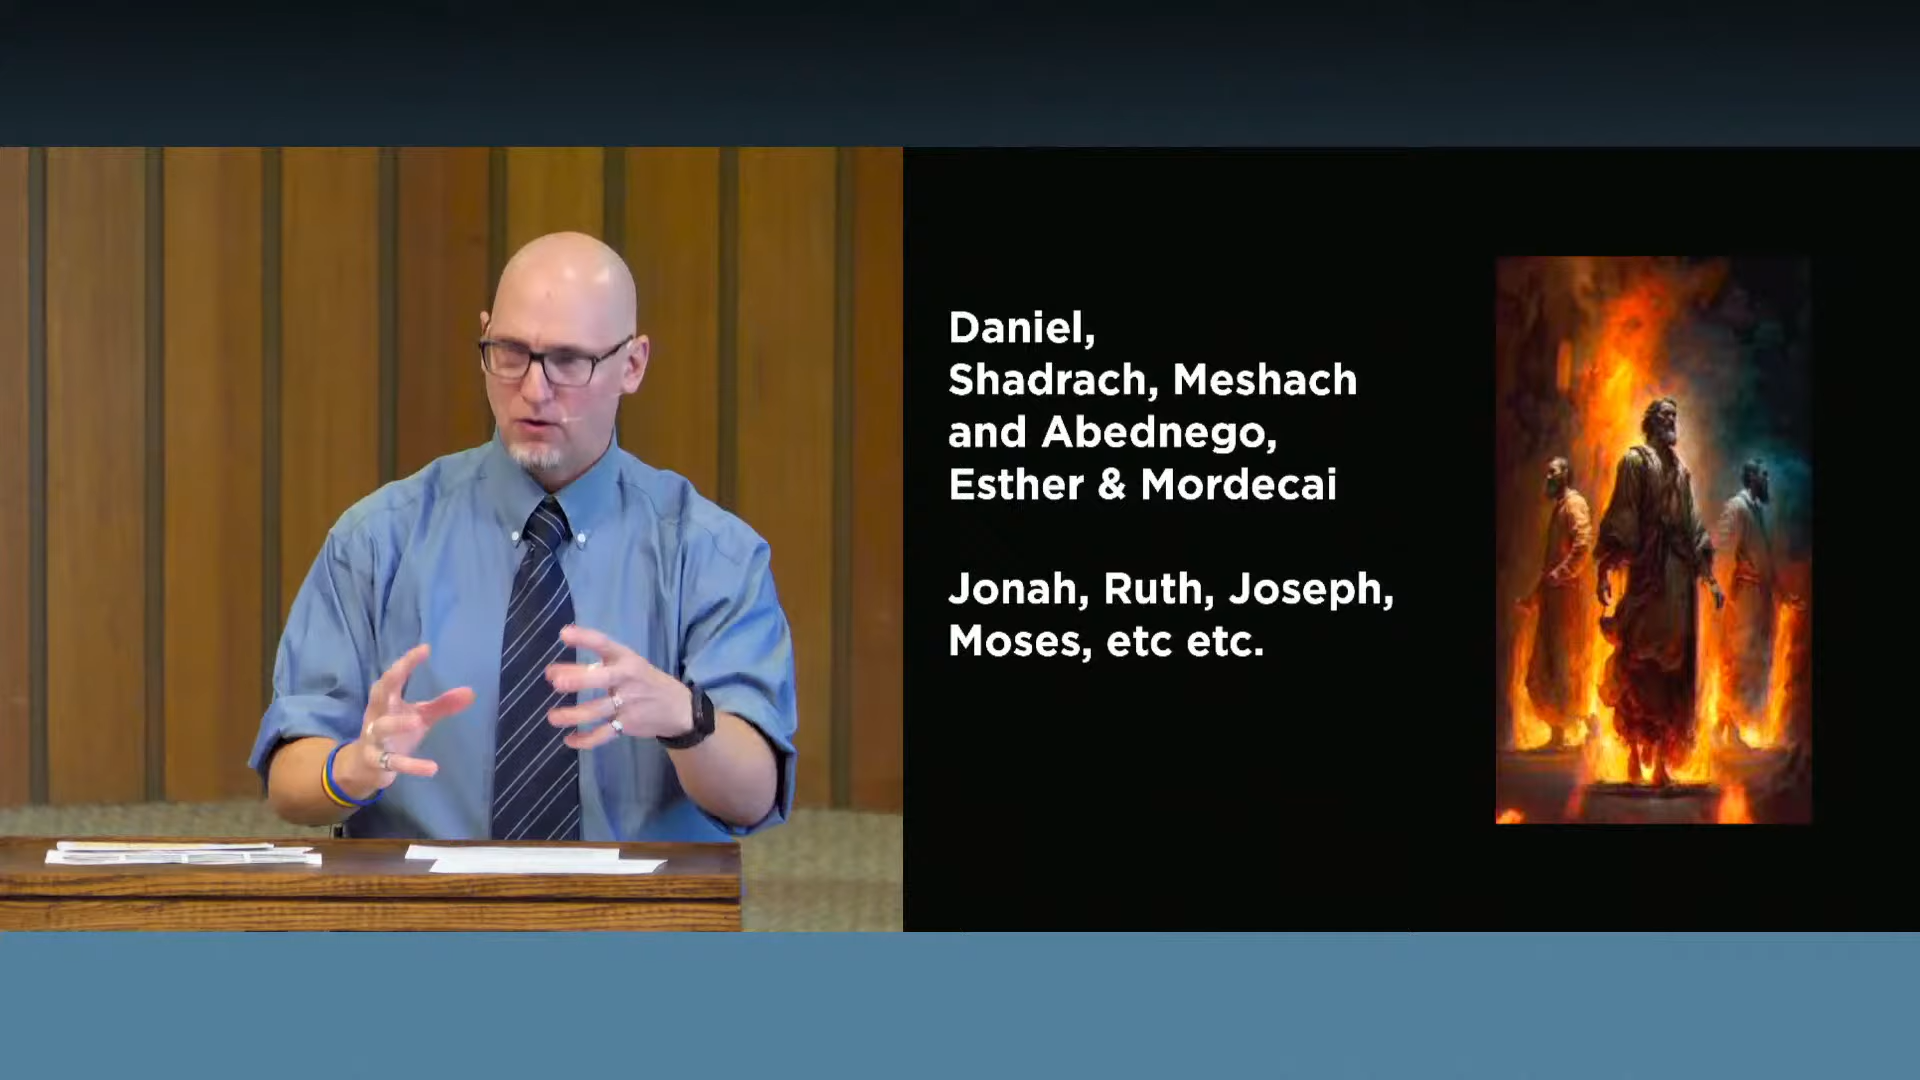 Daniel,
Shadrach, Meshach
and Abednego,
Esther & Mordecai
Jonah, Ruth, Joseph,
Moses, etc etc.